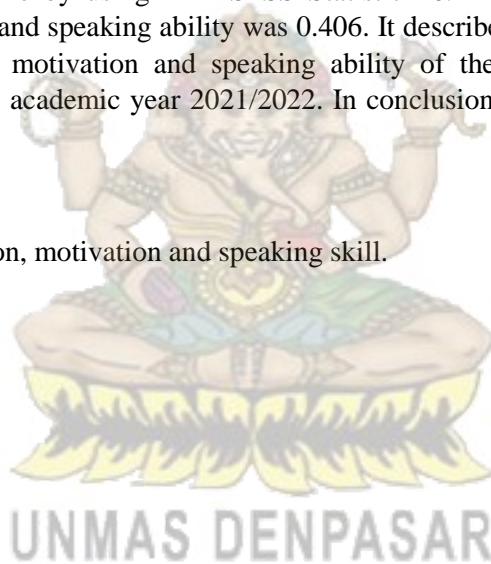 and speaking ability was 0.406. It describe
motivation and speaking ability of the
academic year 2021/2022. In conclusion
on, motivation and speaking skill.
UNMAS DENPASAR